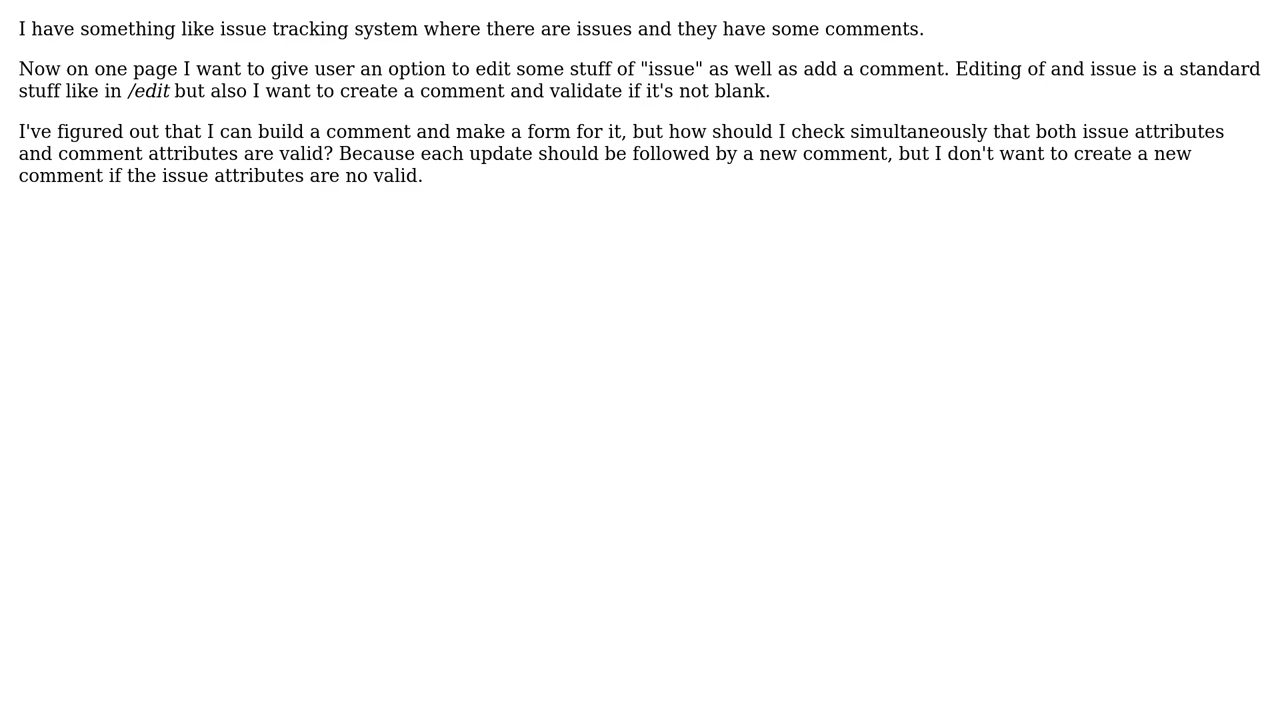 I have something like issue tracking system where there are issues and they have some comments.
Now on one page I want to give user an option to edit some stuff of "issue" as well as add a comment. Editing of and issue is a standard
stuff like in /edit but also I want to create a comment and validate if it's not blank.
I've figured out that I can build a comment and make a form for it, but how should I check simultaneously that both issue attributes
and comment attributes are valid? Because each update should be followed by a new comment, but I don't want to create a new
comment if the issue attributes are no valid.